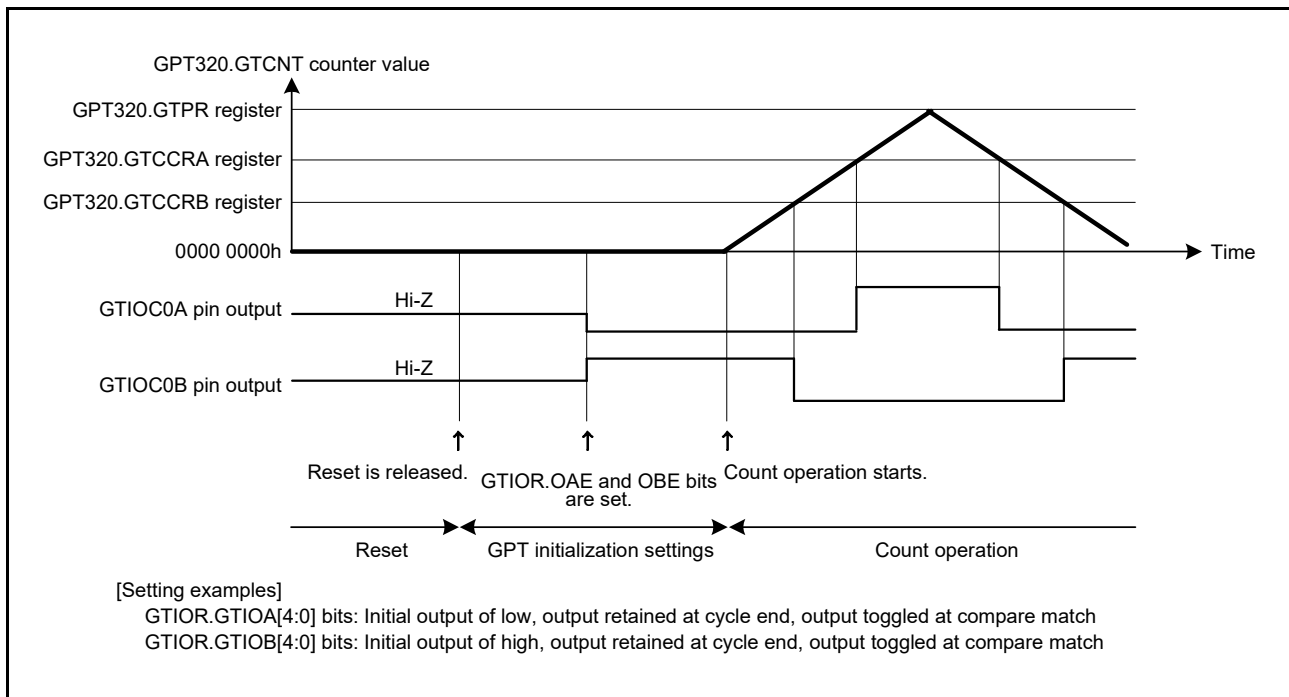 GPT320.GTCNT counter value
GPT320.GTPR register
GPT320.GTCCRA register
GPT320.GTCCRB register
0000 0000h
Time
GTIOC0A pin output
Hi-Z
GTIOC0B pin output
Hi-Z
Reset is released.
GTIOR.OAE and OBE bits
are set.
Count operation starts.
Reset
GPT initialization settings
Count operation
[Setting examples]
GTIOR.GTIOA[4:0] bits: Initial output of low, output retained at cycle end, output toggled at compare match
GTIOR.GTIOB[4:0] bits: Initial output of high, output retained at cycle end, output toggled at compare match